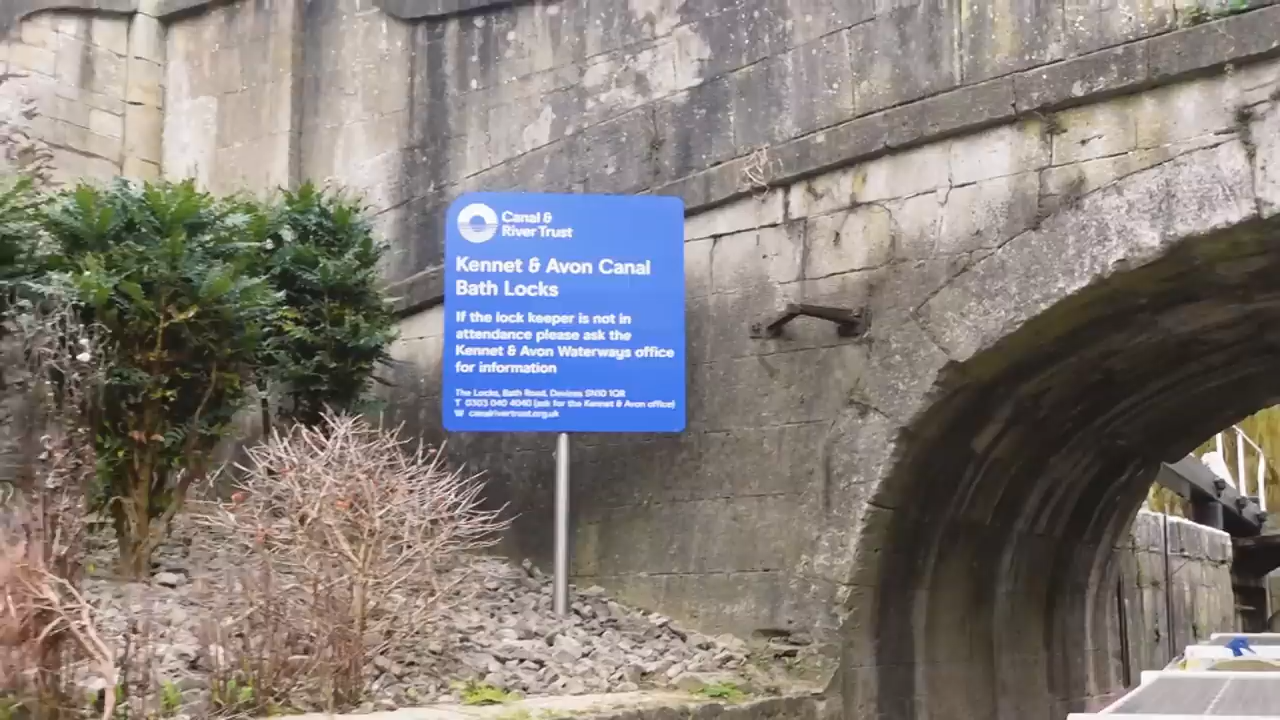 Canal &
River Trust
Kennet & Avon Canal
Bath Locks
If the lock keeper is not in
attendance please ask the
Kennet & Avon Waterways office
for information
The Locks, Bath Road, Devizes SN10 1QR
T 0303 040 4040 (ask for the Kennet & Avon office)
W canalrivertrust.org.uk